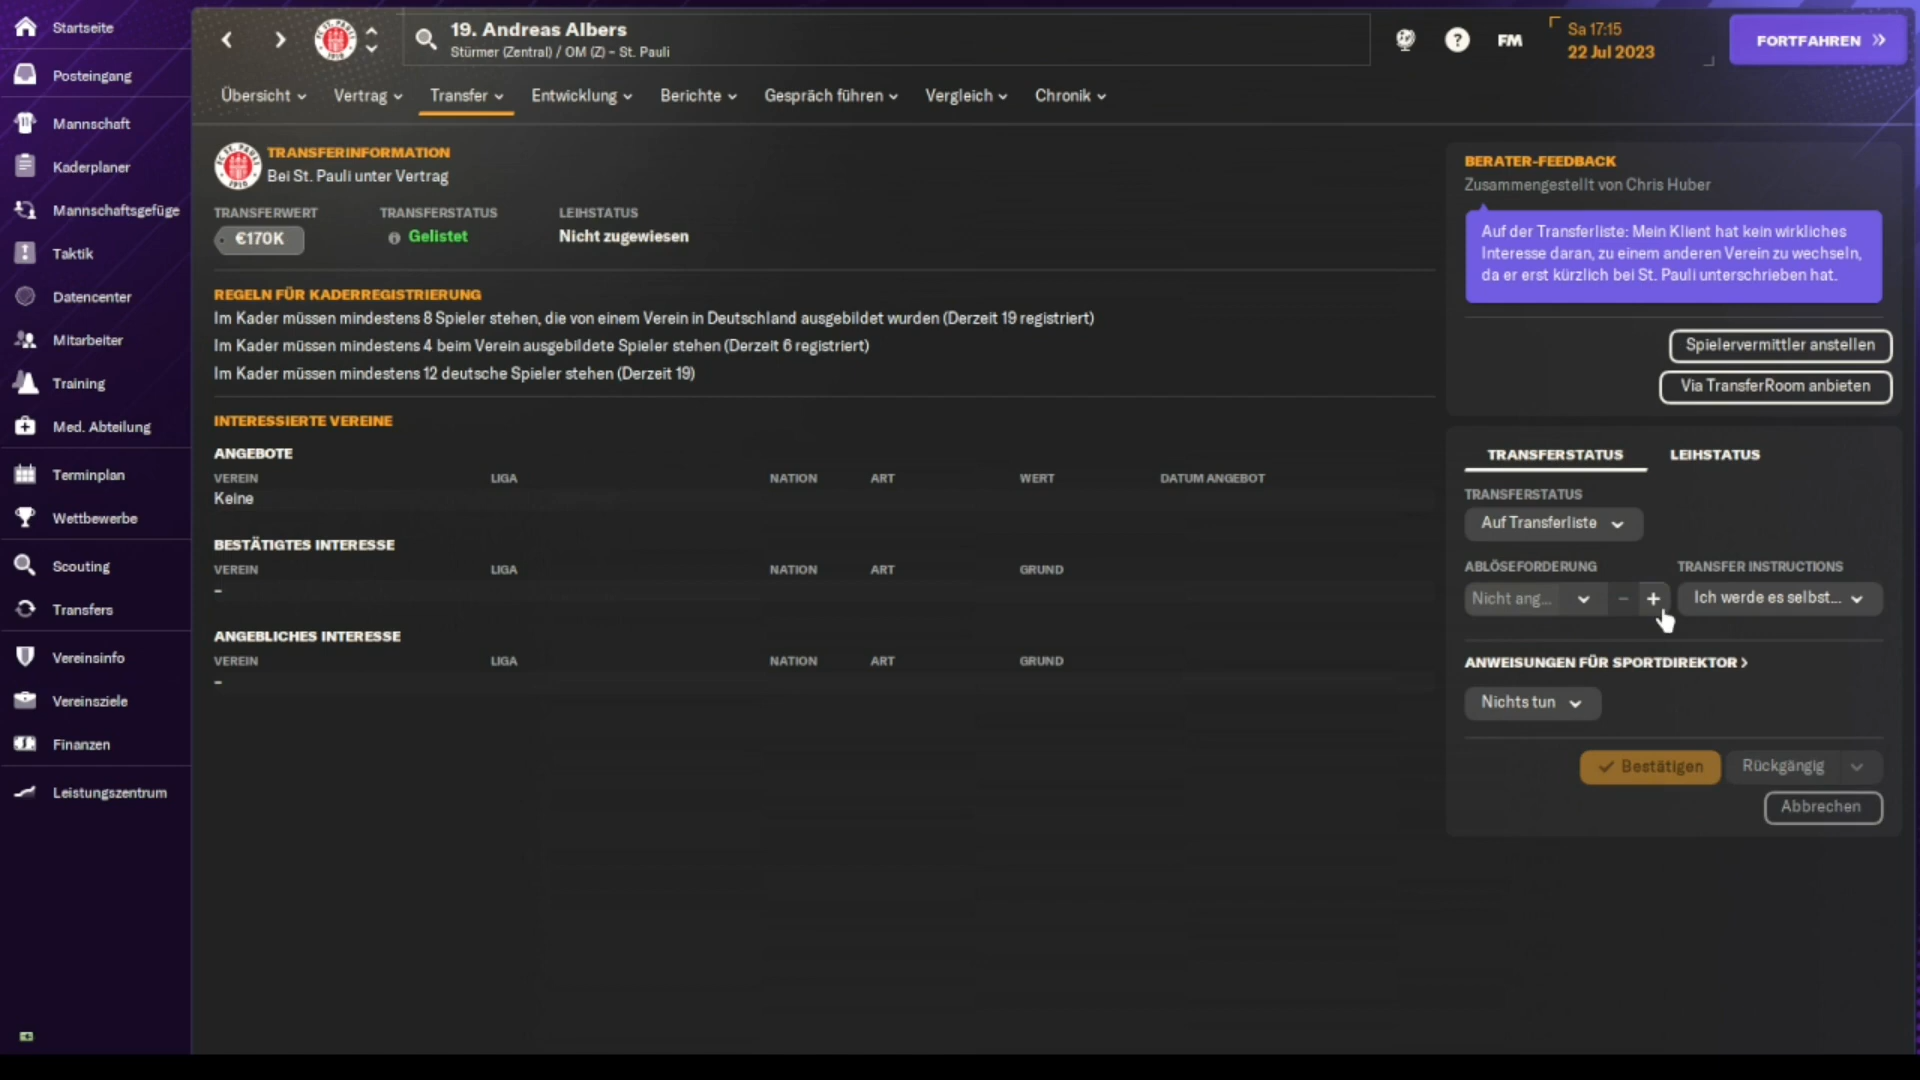 Startseite
Posteingang
Mannschaft
Kaderplaner
Mannschaftsgefüge
Taktik
Datencenter
Mitarbeiter
Training
Med. Abteilung
Terminplan
Wettbewerbe
Scouting
Transfers
Vereinsinfo
Vereinsziele
Finanzen
Leistungszentrum
19. Andreas Albers
Stürmer (Zentral) / OM (Z) - St. Pauli
FM
Sa 17:15
22 Jul 2023
FORTFAHREN
Übersicht Vertrag Transfer Entwicklung Berichte Gespräch führen Vergleich Chronik
TRANSFERINFORMATION
Bei St. Pauli unter Vertrag
TRANSFERWERT TRANSFERSTATUS LEIHSTATUS
€170K Gelistet Nicht zugewiesen
REGELN FÜR KADERREGISTRIERUNG
Im Kader müssen mindestens 8 Spieler stehen, die von einem Verein in Deutschland ausgebildet wurden (Derzeit 19 registriert)
Im Kader müssen mindestens 4 beim Verein ausgebildete Spieler stehen (Derzeit 6 registriert)
Im Kader müssen mindestens 12 deutsche Spieler stehen (Derzeit 19)
INTERESSIERTE VEREINE
ANGEBOTE
VEREIN LIGA NATION ART WERT DATUM ANGEBOT
Keine
BESTÄTIGTES INTERESSE
VEREIN LIGA NATION ART GRUND
-
ANGEBLICHES INTERESSE
VEREIN LIGA NATION ART GRUND
-
BERATER-FEEDBACK
Zusammengestellt von Chris Huber
Auf der Transferliste: Mein Klient hat kein wirkliches
Interesse daran, zu einem anderen Verein zu wechseln,
da er erst kürzlich bei St. Pauli unterschrieben hat.
Spielervermittler anstellen
Via TransferRoom anbieten
TRANSFERSTATUS LEIHSTATUS
TRANSFERSTATUS
Auf Transferliste
ABLÖSEFORDERUNG TRANSFER INSTRUCTIONS
Nicht ang... - + Ich werde es selbst...
ANWEISUNGEN FÜR SPORTDIREKTOR >
Nichts tun
Bestätigen Rückgängig
Abbrechen